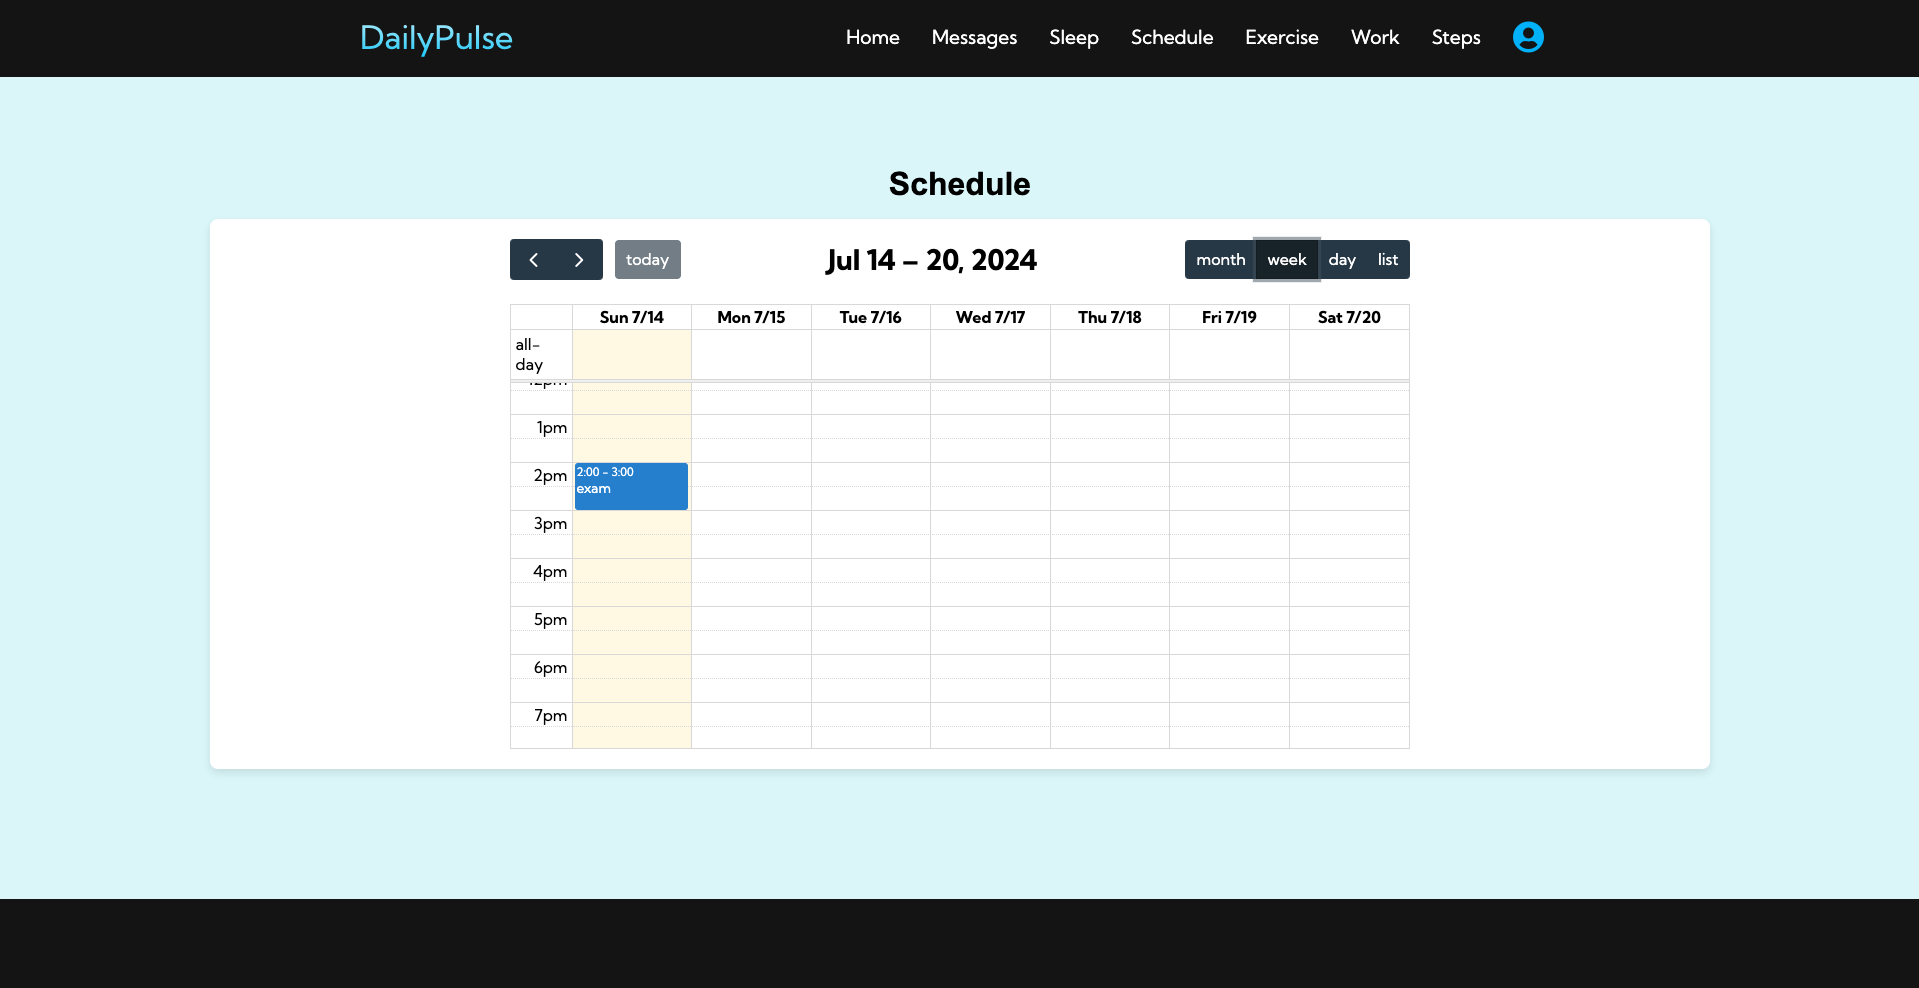 DailyPulse
Home Messages Sleep Schedule Exercise Work Steps
Schedule
today
Jul 14 – 20, 2024
month week day list
Sun 7/14 Mon 7/15 Tue 7/16 Wed 7/17 Thu 7/18 Fri 7/19 Sat 7/20
all-
day
12pm
1pm
2pm
2:00 - 3:00
exam
3pm
4pm
5pm
6pm
7pm